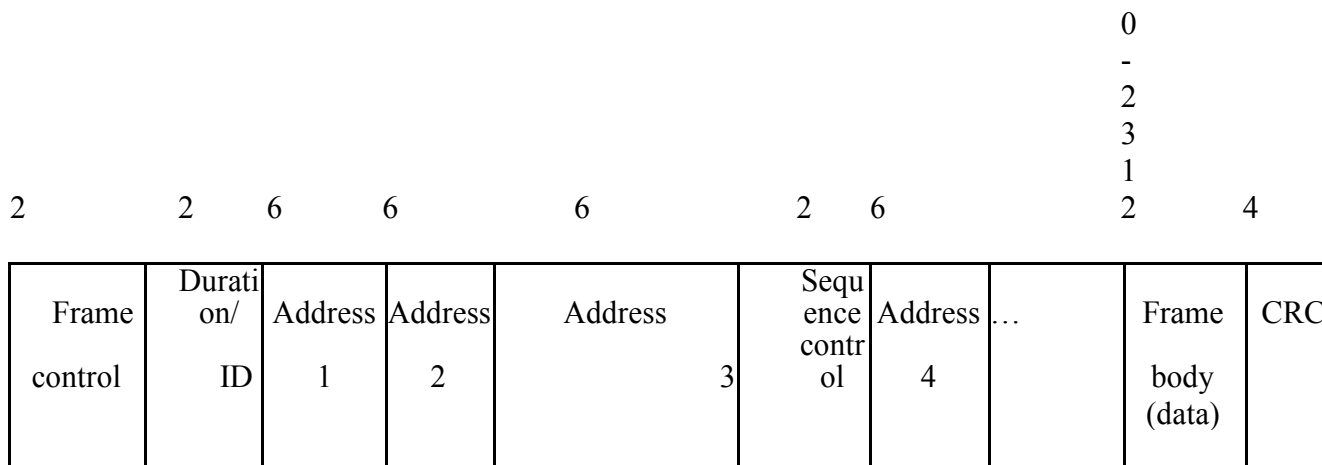 0
-
2
3
1
2 2 6 6 6 2 6 2 4
Frame control
Durati
on/
ID
Address
1
Address
2
Address
3
Sequ
ence
contr
ol
Address
4
…
Frame
body
(data)
CRC